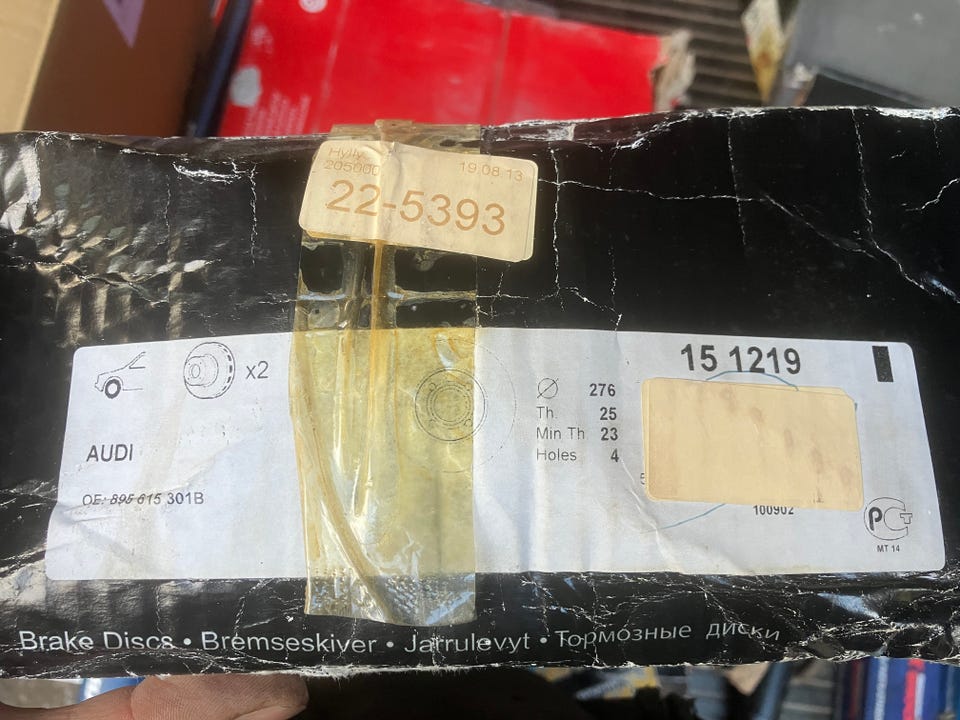 Hylly
205000
19.08.13
22-5393
x2
AUDI
OE: 895 615 301B
Ø 276
Th. 25
Min Th 23
Holes 4
15 1219
100902
PCT
MT 14
Brake Discs • Bremseskiver • Jarrulevyt • Тормозные диски